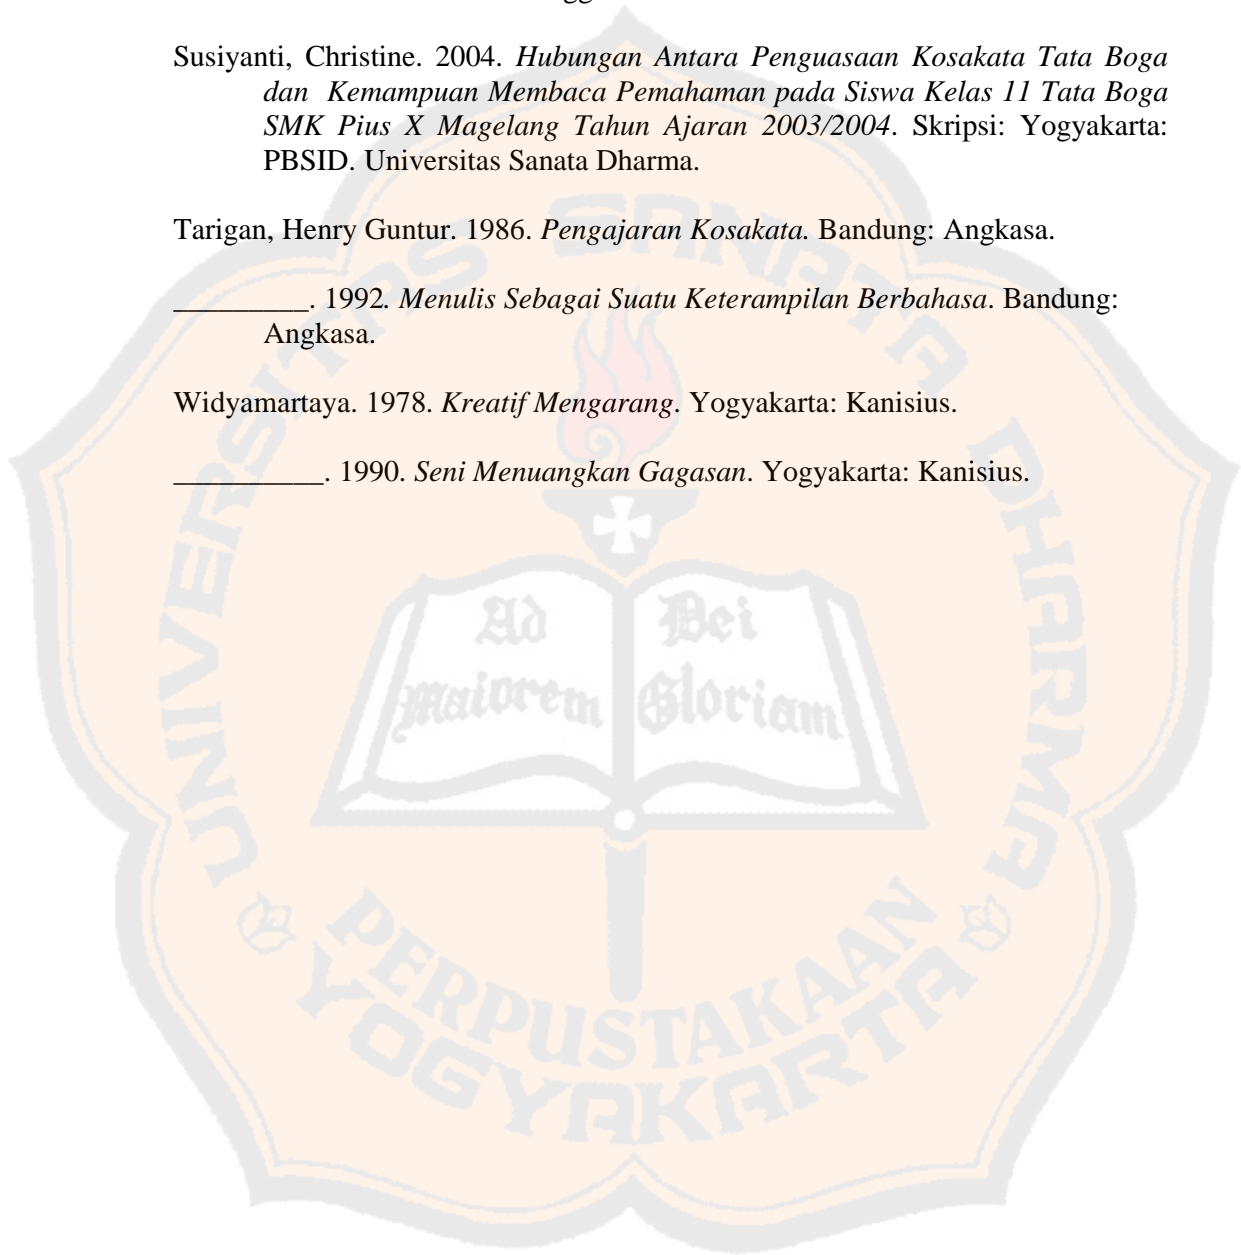 Susiyanti, Christine. 2004. Hubungan Antara Penguasaan Kosakata Tata Boga
dan Kemampuan Membaca Pemahaman pada Siswa Kelas 11 Tata Boga
SMK Pius X Magelang Tahun Ajaran 2003/2004. Skripsi: Yogyakarta:
PBSID. Universitas Sanata Dharma.
Tarigan, Henry Guntur. 1986. Pengajaran Kosakata. Bandung: Angkasa.
_________. 1992. Menulis Sebagai Suatu Keterampilan Berbahasa. Bandung:
Angkasa.
Widyamartaya. 1978. Kreatif Mengarang. Yogyakarta: Kanisius.
__________. 1990. Seni Menuangkan Gagasan. Yogyakarta: Kanisius.
UNIVERSITAS SANATA DHARMA
Ad Dei
Maiorem Gloriam
PERPUSTAKAAN
YOGYAKARTA